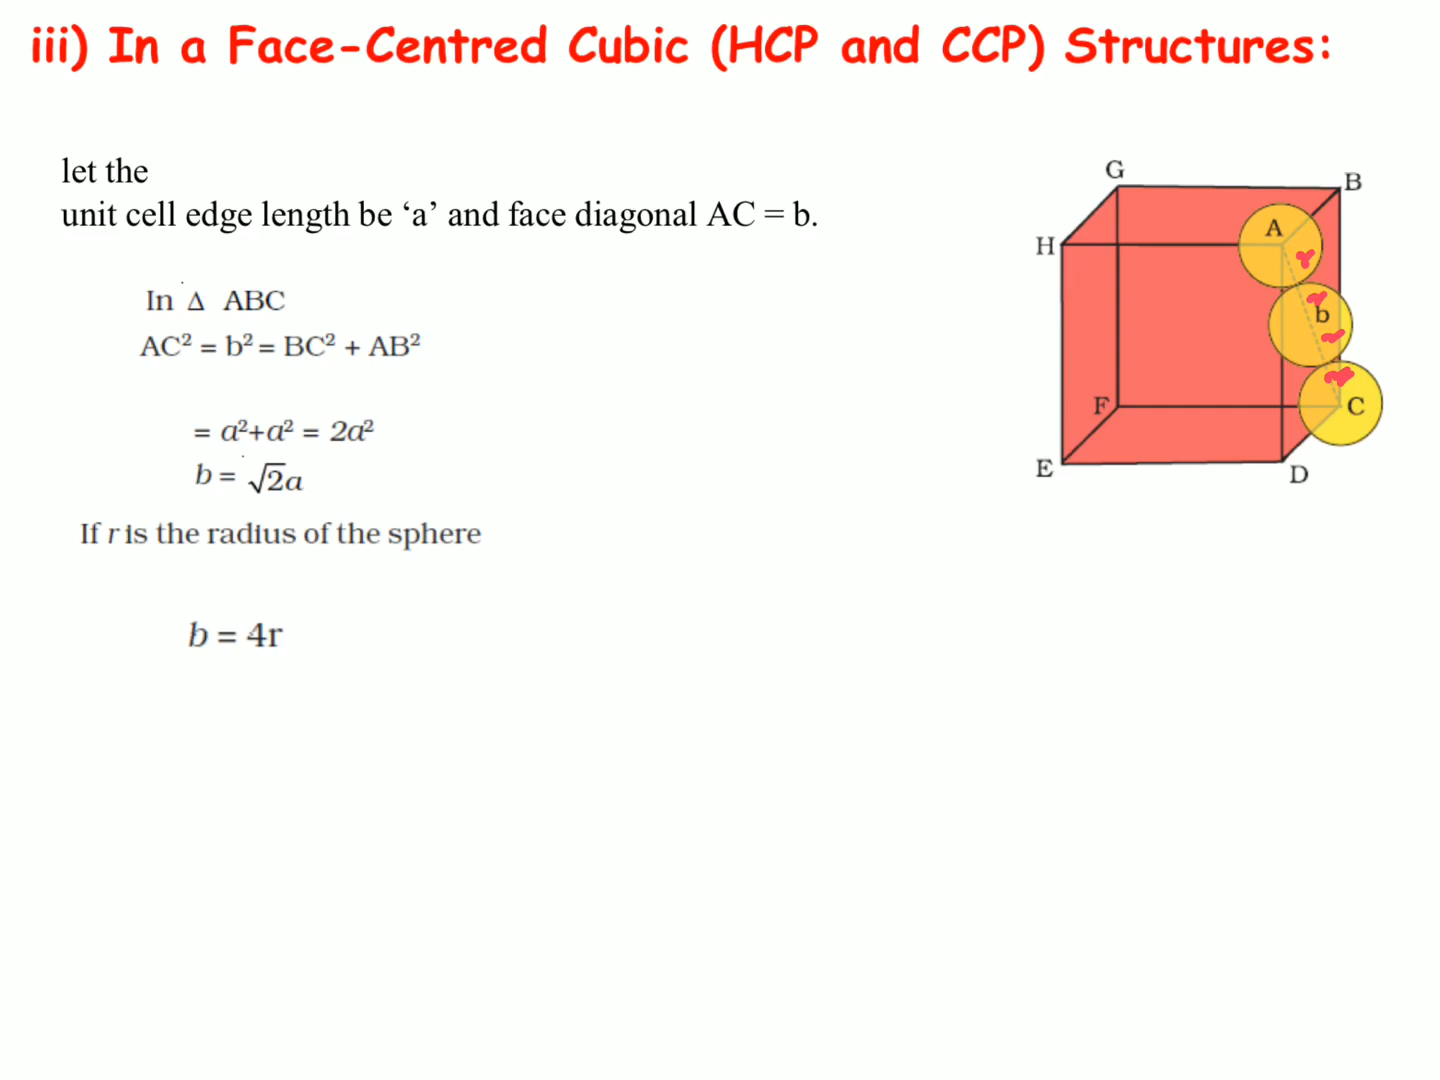 iii) In a Face-Centred Cubic (HCP and CCP) Structures:
let the
unit cell edge length be ‘a’ and face diagonal AC = b.
In Δ ABC
AC² = b² = BC² + AB²
= a²+a² = 2a²
b = √2a
If r is the radius of the sphere
b = 4r
G
B
A
H
r
r
b
r
r
F
C
E
D